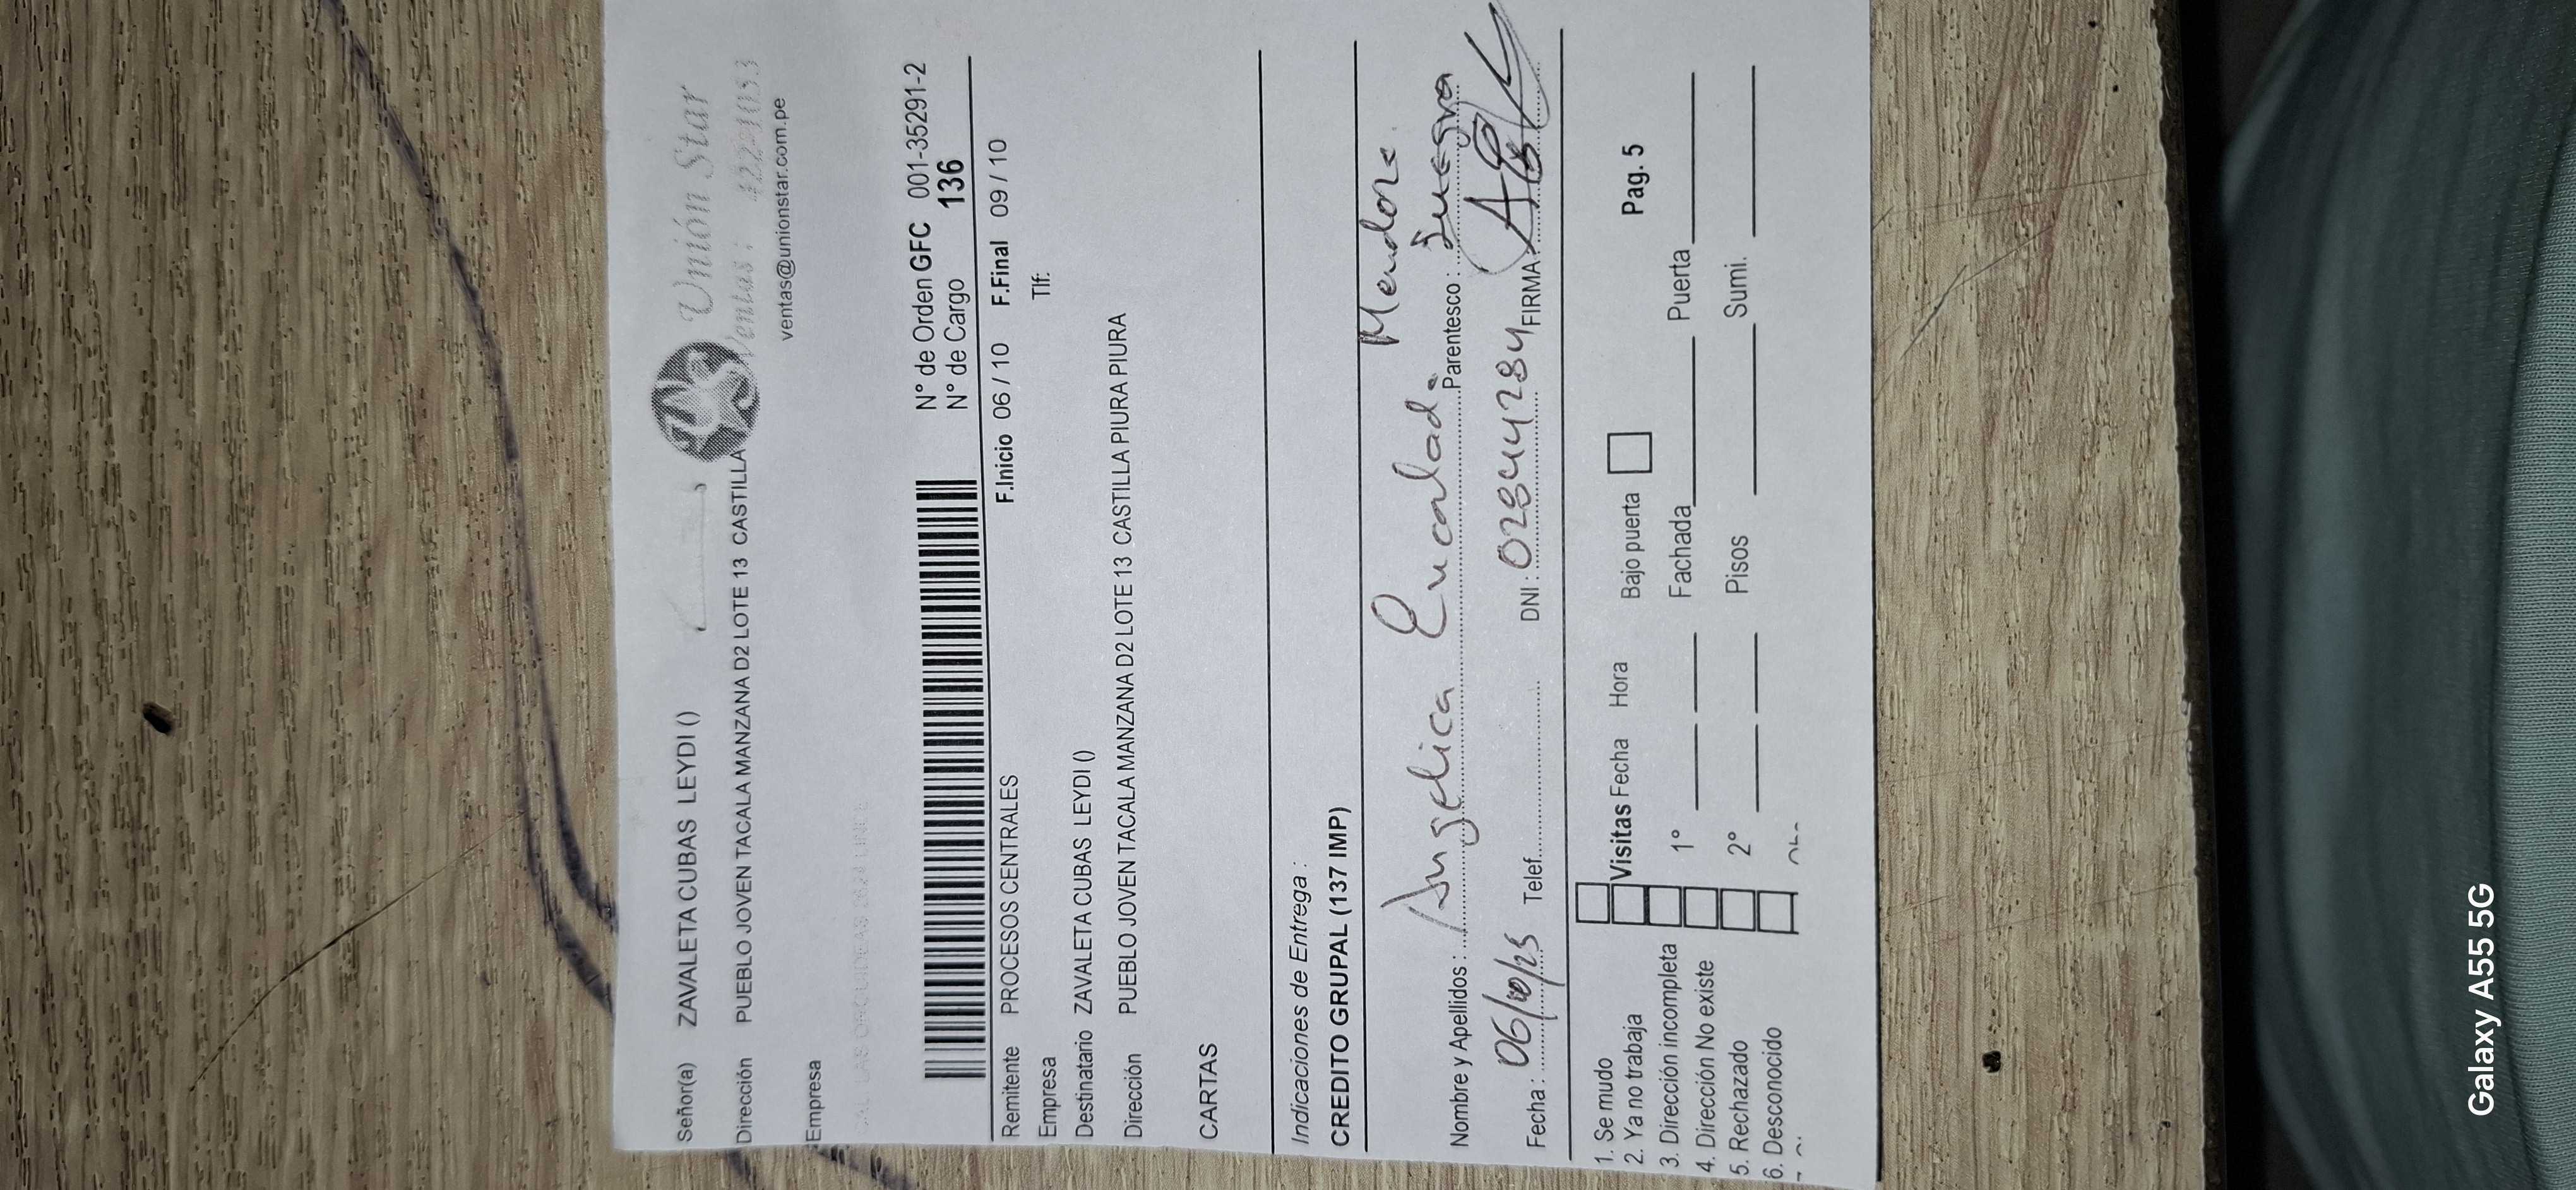 Señor(a) ZAVALETA CUBAS LEYDI ()
Unión Star
Dirección PUEBLO JOVEN TACALA MANZANA D2 LOTE 13 CASTILLA
Ventas :
ventas@unionstar.com.pe
Empresa
N° de Orden GFC 001-35291-2
N° de Cargo 136
Remitente PROCESOS CENTRALES F.Inicio 06 / 10 F.Final 09 / 10
Empresa Tlf:
Destinatario ZAVALETA CUBAS LEYDI ()
Dirección PUEBLO JOVEN TACALA MANZANA D2 LOTE 13 CASTILLA PIURA PIURA
CARTAS
Indicaciones de Entrega :
CREDITO GRUPAL (137 IMP)
Nombre y Apellidos : Angelica Encalada Mendoza Parentesco : Suegra
Fecha : 06/10/25 Telef. DNI : 02844284 FIRMA
1. Se mudo
2. Ya no trabaja Visitas Fecha Hora Bajo puerta Pag. 5
3. Dirección incompleta 1° Fachada Puerta
4. Dirección No existe
5. Rechazado 2° Pisos Sumi.
6. Desconocido
Galaxy A55 5G